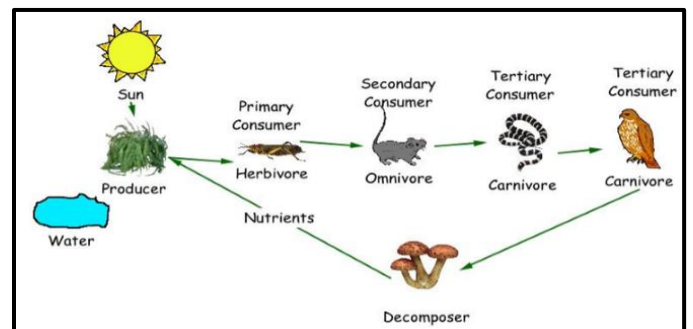 Sun
Producer
Water
Primary
Consumer
Herbivore
Secondary
Consumer
Omnivore
Tertiary
Consumer
Carnivore
Tertiary
Consumer
Carnivore
Nutrients
Decomposer